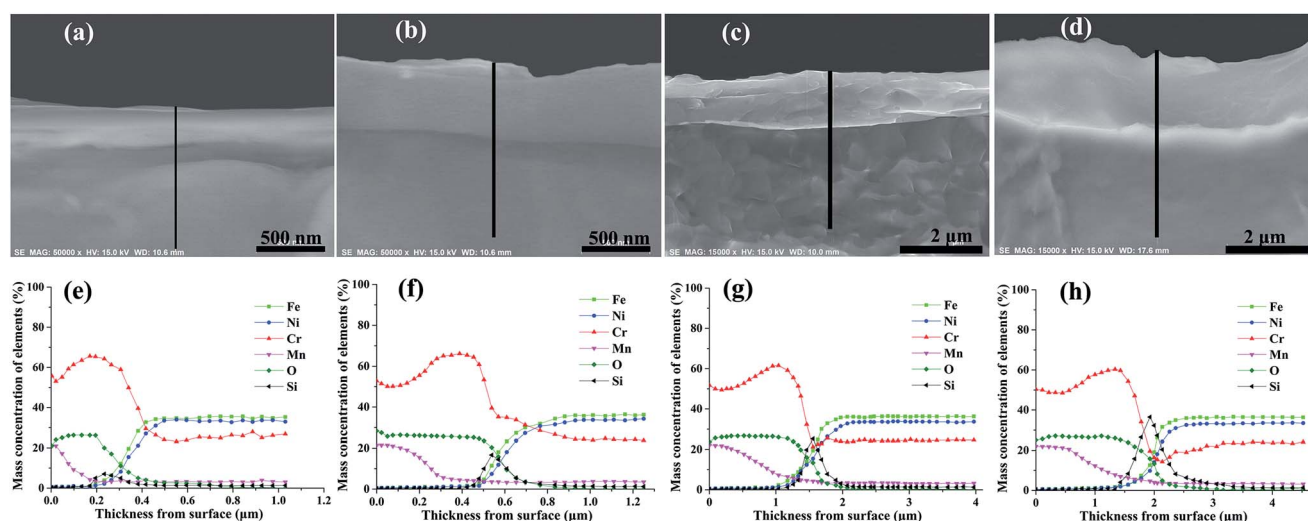 (a)
500 nm
SE MAG: 50000 x HV: 15.0 kV WD: 10.6 mm
(b)
500 nm
SE MAG: 50000 x HV: 15.0 kV WD: 10.6 mm
(c)
2 μm
SE MAG: 15000 x HV: 15.0 kV WD: 10.0 mm
(d)
2 μm
SE MAG: 15000 x HV: 15.0 kV WD: 17.6 mm
(e)
Mass concentration of elements (%)
100
80
60
40
20
0
Fe
Ni
Cr
Mn
O
Si
0.0 0.2 0.4 0.6 0.8 1.0 1.2
Thickness from surface (μm)
(f)
Mass concentration of elements (%)
100
80
60
40
20
0
Fe
Ni
Cr
Mn
O
Si
0.0 0.2 0.4 0.6 0.8 1.0 1.2
Thickness from surface (μm)
(g)
Mass concentration of elements (%)
100
80
60
40
20
0
Fe
Ni
Cr
Mn
O
Si
0 1 2 3 4
Thickness from surface (μm)
(h)
Mass concentration of elements (%)
100
80
60
40
20
0
Fe
Ni
Cr
Mn
O
Si
0 1 2 3 4
Thickness from surface (μm)